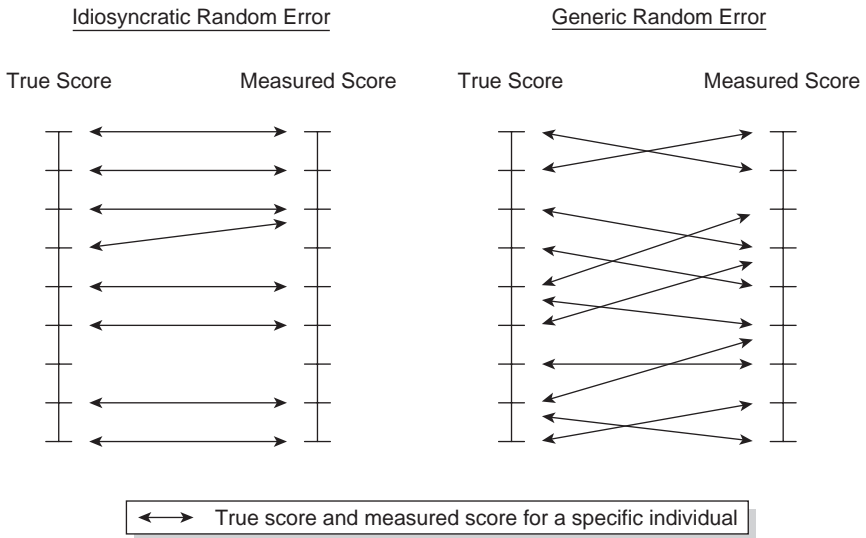 Idiosyncratic Random Error
Generic Random Error
True Score
Measured Score
True Score
Measured Score
True score and measured score for a specific individual